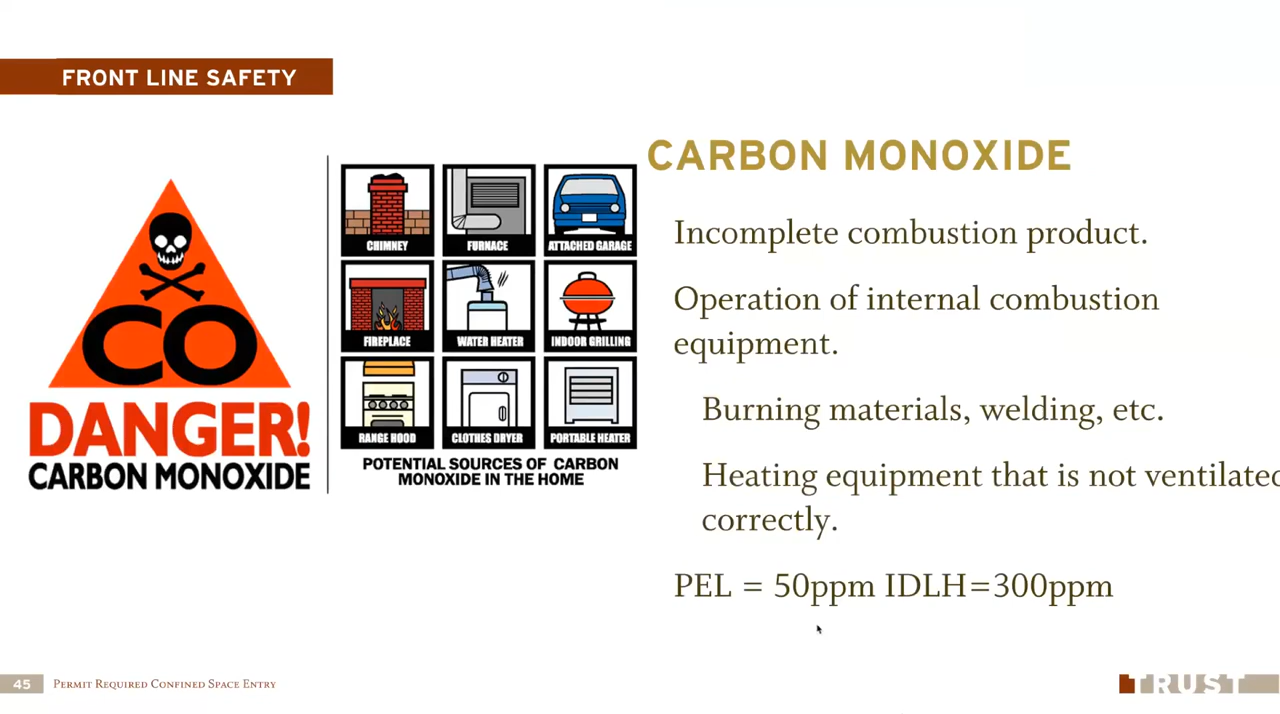 FRONT LINE SAFETY
CO
DANGER!
CARBON MONOXIDE
CHIMNEY
FURNACE
ATTACHED GARAGE
FIREPLACE
WATER HEATER
INDOOR GRILLING
RANGE HOOD
CLOTHES DRYER
PORTABLE HEATER
POTENTIAL SOURCES OF CARBON
MONOXIDE IN THE HOME
CARBON MONOXIDE
Incomplete combustion product.
Operation of internal combustion
equipment.
Burning materials, welding, etc.
Heating equipment that is not ventilated
correctly.
PEL = 50ppm IDLH=300ppm
45
Permit Required Confined Space Entry
TRUST